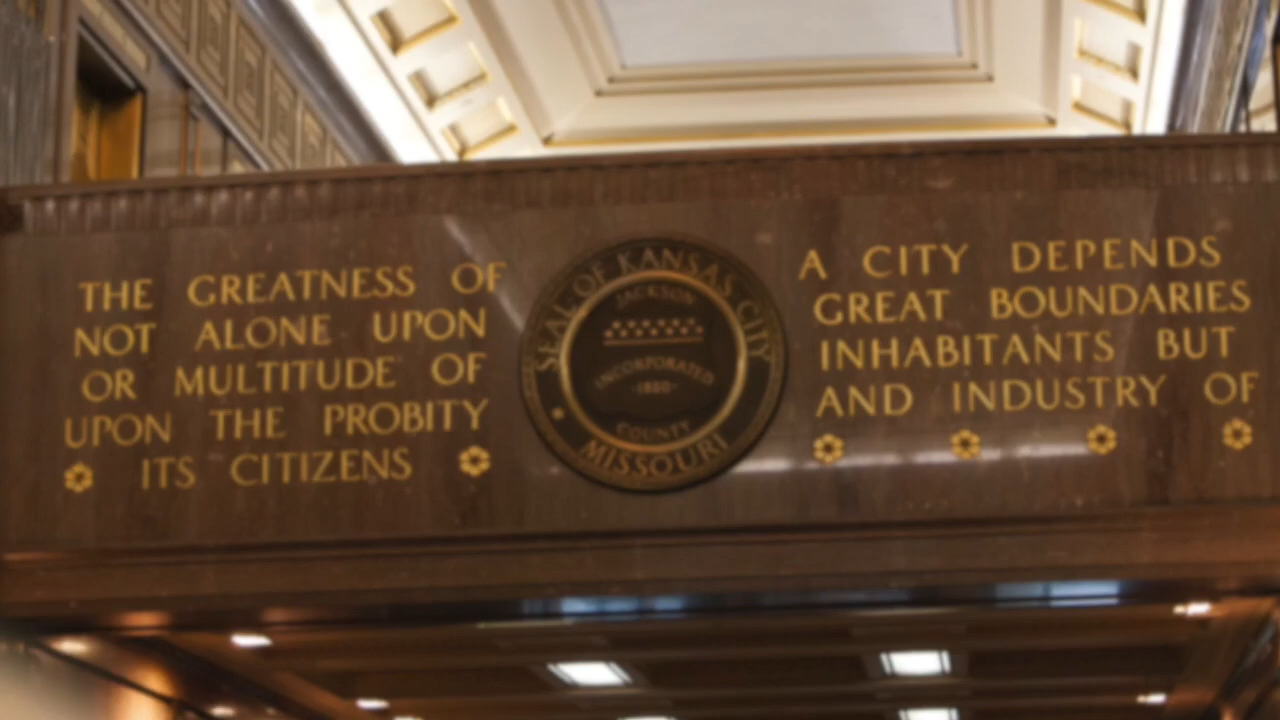 THE GREATNESS OF
NOT ALONE UPON
OR MULTITUDE OF
UPON THE PROBITY
ITS CITIZENS
SEAL OF KANSAS CITY
JACKSON
INCORPORATED
-1850-
COUNTY
MISSOURI
A CITY DEPENDS
GREAT BOUNDARIES
INHABITANTS BUT
AND INDUSTRY OF